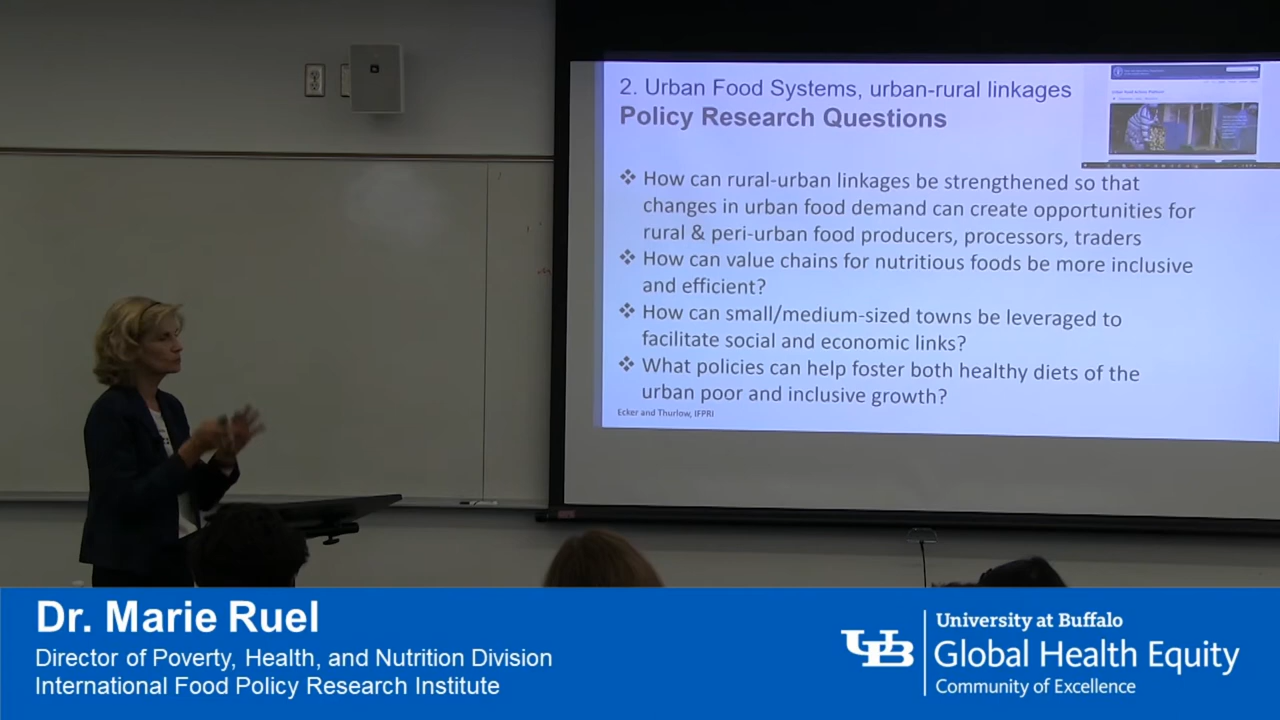 2. Urban Food Systems, urban-rural linkages
Policy Research Questions
❖ How can rural-urban linkages be strengthened so that
changes in urban food demand can create opportunities for
rural & peri-urban food producers, processors, traders
❖ How can value chains for nutritious foods be more inclusive
and efficient?
❖ How can small/medium-sized towns be leveraged to
facilitate social and economic links?
❖ What policies can help foster both healthy diets of the
urban poor and inclusive growth?
Ecker and Thurlow, IFPRI
Dr. Marie Ruel
Director of Poverty, Health, and Nutrition Division
International Food Policy Research Institute
UB
University at Buffalo
Global Health Equity
Community of Excellence